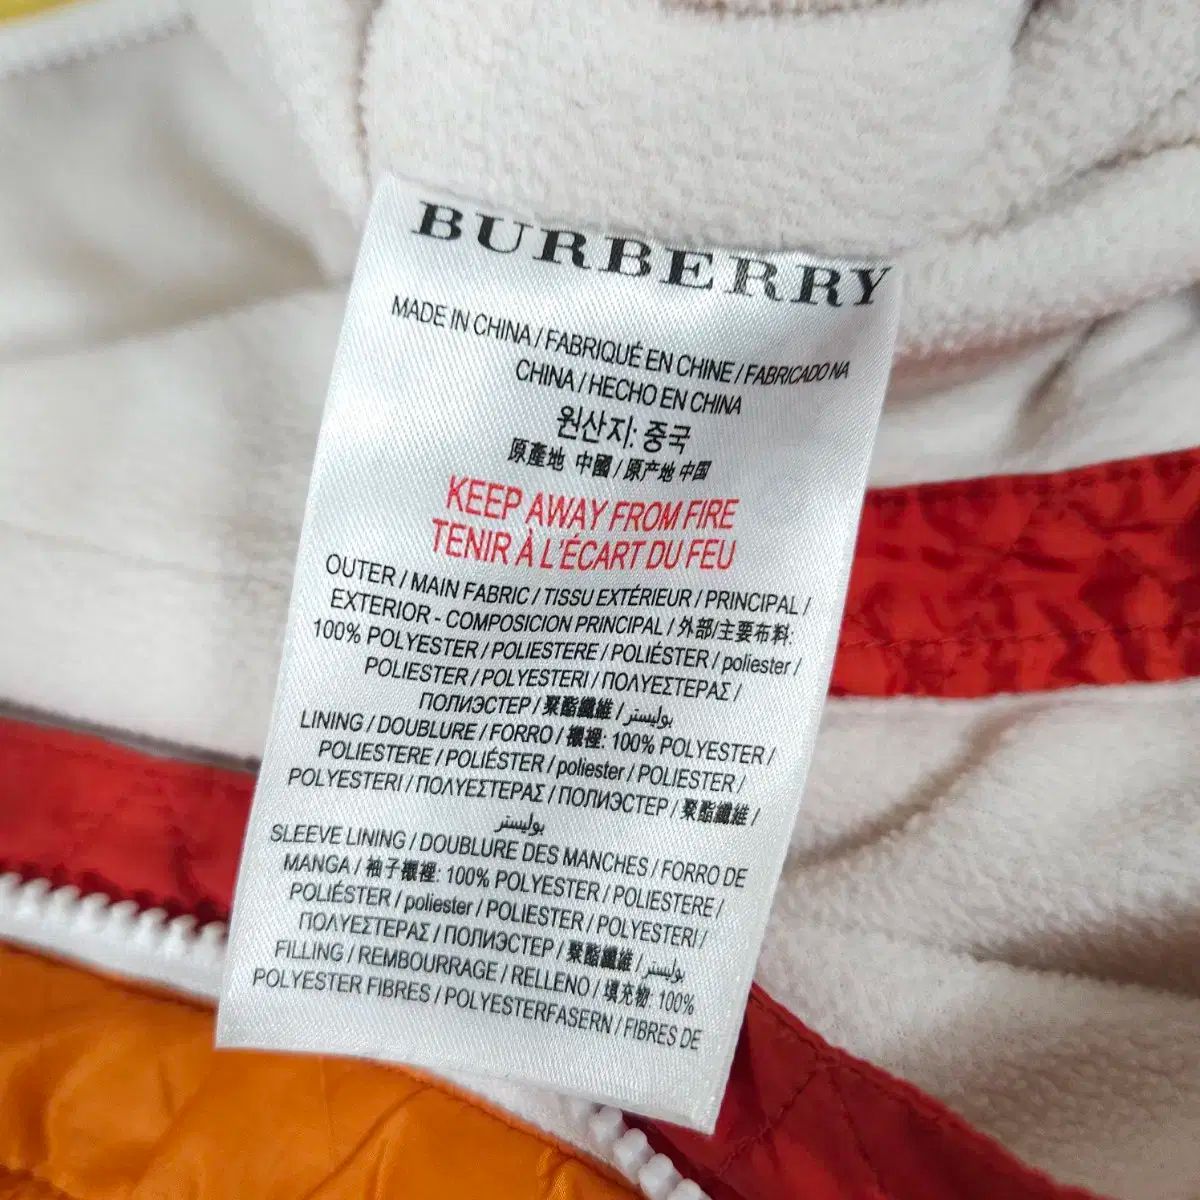 BURBERRY
MADE IN CHINA / FABRIQUÉ EN CHINE / FABRICADO NA
CHINA / HECHO EN CHINA
원산지: 중국
原產地 中國 / 原产地 中国
KEEP AWAY FROM FIRE
TENIR À L'ÉCART DU FEU
OUTER / MAIN FABRIC / TISSU EXTÉRIEUR / PRINCIPAL /
EXTERIOR - COMPOSICION PRINCIPAL / 外部/主要布料:
100% POLYESTER / POLIESTERE / POLIÉSTER / poliester /
POLIESTER / POLYESTERI / ΠΟΛΥΕΣΤΕΡΑΣ /
ПОЛИЭСТЕР / 聚酯纖維 / بوليستر
LINING / DOUBLURE / FORRO / 襯裡: 100% POLYESTER /
POLIESTERE / POLIÉSTER / poliester / POLIESTER /
POLYESTERI / ΠΟΛΥΕΣΤΕΡΑΣ / ПОЛИЭСТЕР / 聚酯纖維 /
بوليستر
SLEEVE LINING / DOUBLURE DES MANCHES / FORRO DE
MANGA / 袖子襯裡: 100% POLYESTER / POLIESTERE /
POLIÉSTER / poliester / POLIESTER / POLYESTERI /
ΠΟΛΥΕΣΤΕΡΑΣ / ПОЛИЭСТЕР / 聚酯纖維 / بوليستر
FILLING / REMBOURRAGE / RELLENO / 填充物: 100%
POLYESTER FIBRES / POLYESTERFASERN / FIBRES DE